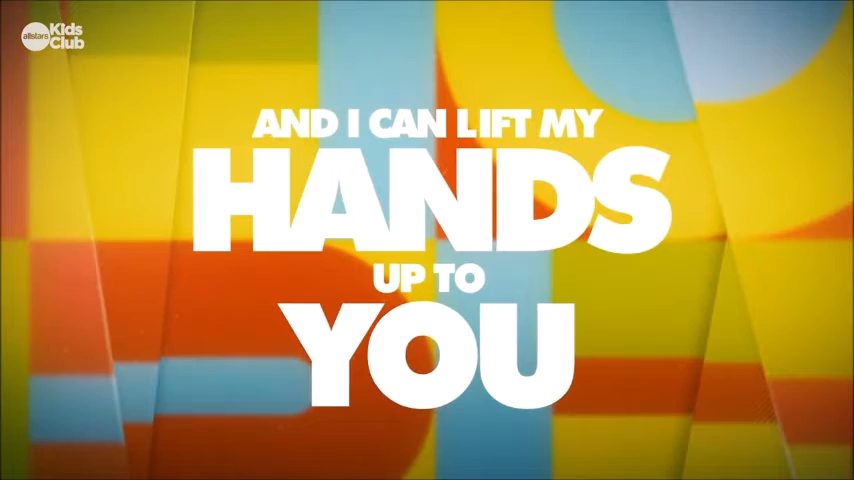 allstars Kids
Club
AND I CAN LIFT MY
HANDS
UP TO
YOU